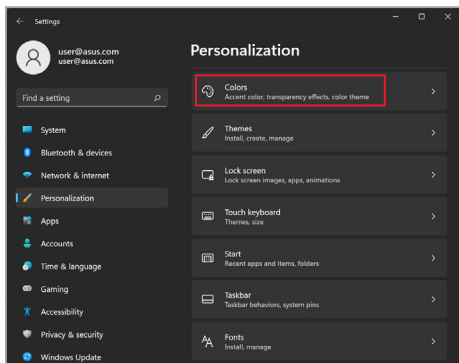 Settings
user@asus.com
user@asus.com
Find a setting
System
Bluetooth & devices
Network & internet
Personalization
Apps
Accounts
Time & language
Gaming
Accessibility
Privacy & security
Windows Update
Personalization
Colors
Accent color, transparency effects, color theme
Themes
Install, create, manage
Lock screen
Lock screen images, apps, animations
Touch keyboard
Themes, size
Start
Recent apps and items, folders
Taskbar
Taskbar behaviors, system pins
Fonts
Install, manage